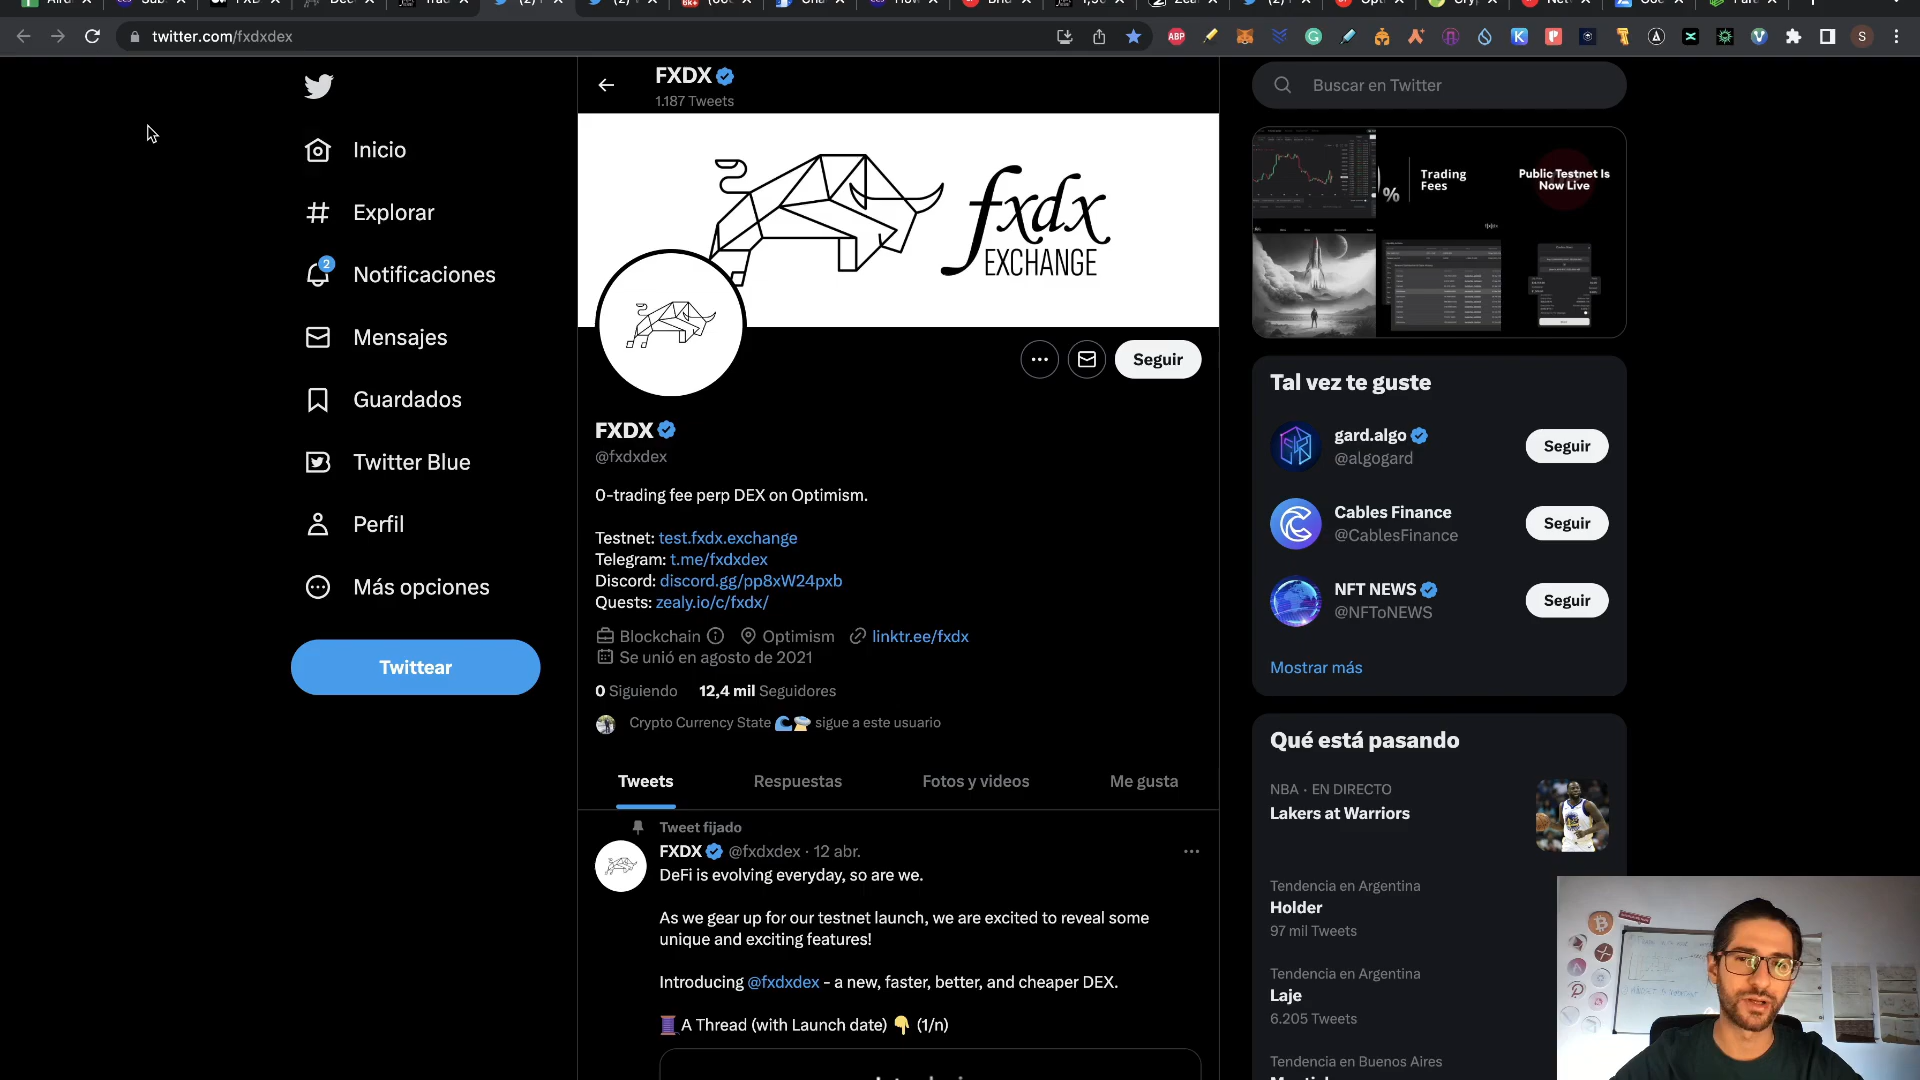 twitter.com/fxdxdex
ABP
S
FXDX
1.187 Tweets
Buscar en Twitter
Inicio
Explorar
2
Notificaciones
Mensajes
Guardados
Twitter Blue
Perfil
Más opciones
Twittear
fxdx
EXCHANGE
Seguir
FXDX
@fxdxdex
0-trading fee perp DEX on Optimism.
Testnet: test.fxdx.exchange
Telegram: t.me/fxdxdex
Discord: discord.gg/pp8xW24pxb
Quests: zealy.io/c/fxdx/
Blockchain Optimism linktr.ee/fxdx
Se unió en agosto de 2021
0 Siguiendo 12,4 mil Seguidores
Crypto Currency State sigue a este usuario
Tweets Respuestas Fotos y videos Me gusta
Tweet fijado
FXDX @fxdxdex · 12 abr.
DeFi is evolving everyday, so are we.
As we gear up for our testnet launch, we are excited to reveal some
unique and exciting features!
Introducing @fxdxdex - a new, faster, better, and cheaper DEX.
A Thread (with Launch date) (1/n)
% Trading
Fees
Public Testnet Is
Now Live
Tal vez te guste
gard.algo
@algogard
Seguir
Cables Finance
@CablesFinance
Seguir
NFT NEWS
@NFToNEWS
Seguir
Mostrar más
Qué está pasando
NBA · EN DIRECTO
Lakers at Warriors
Tendencia en Argentina
Holder
97 mil Tweets
Tendencia en Argentina
Laje
6.205 Tweets
Tendencia en Buenos Aires